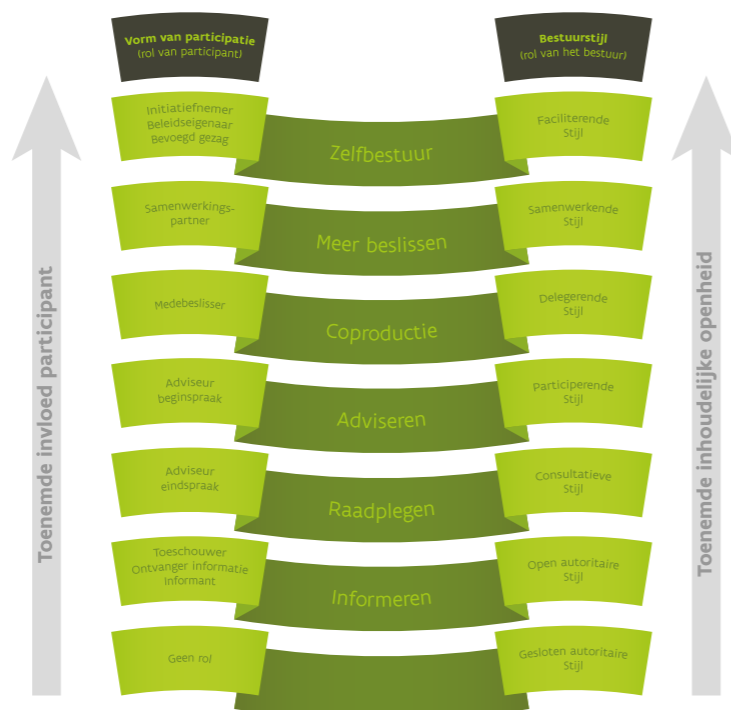 Vorm van participatie
(rol van participant)
Bestuurstijl
(rol van het bestuur)
Initiatiefnemer
Beleidseigenaar
Bevoegd gezag
Zelfbestuur
Faciliterende
Stijl
Samenwerkings-
partner
Meer beslissen
Samenwerkende
Stijl
Medebeslisser
Coproductie
Delegerende
Stijl
Adviseur
beginspraak
Adviseren
Participerende
Stijl
Adviseur
eindspraak
Raadplegen
Consultatieve
Stijl
Toeschouwer
Ontvanger informatie
Informant
Informeren
Open autoritaire
Stijl
Geen rol
Gesloten autoritaire
Stijl
Toenemde invloed participant
Toenemde inhoudelijke openheid